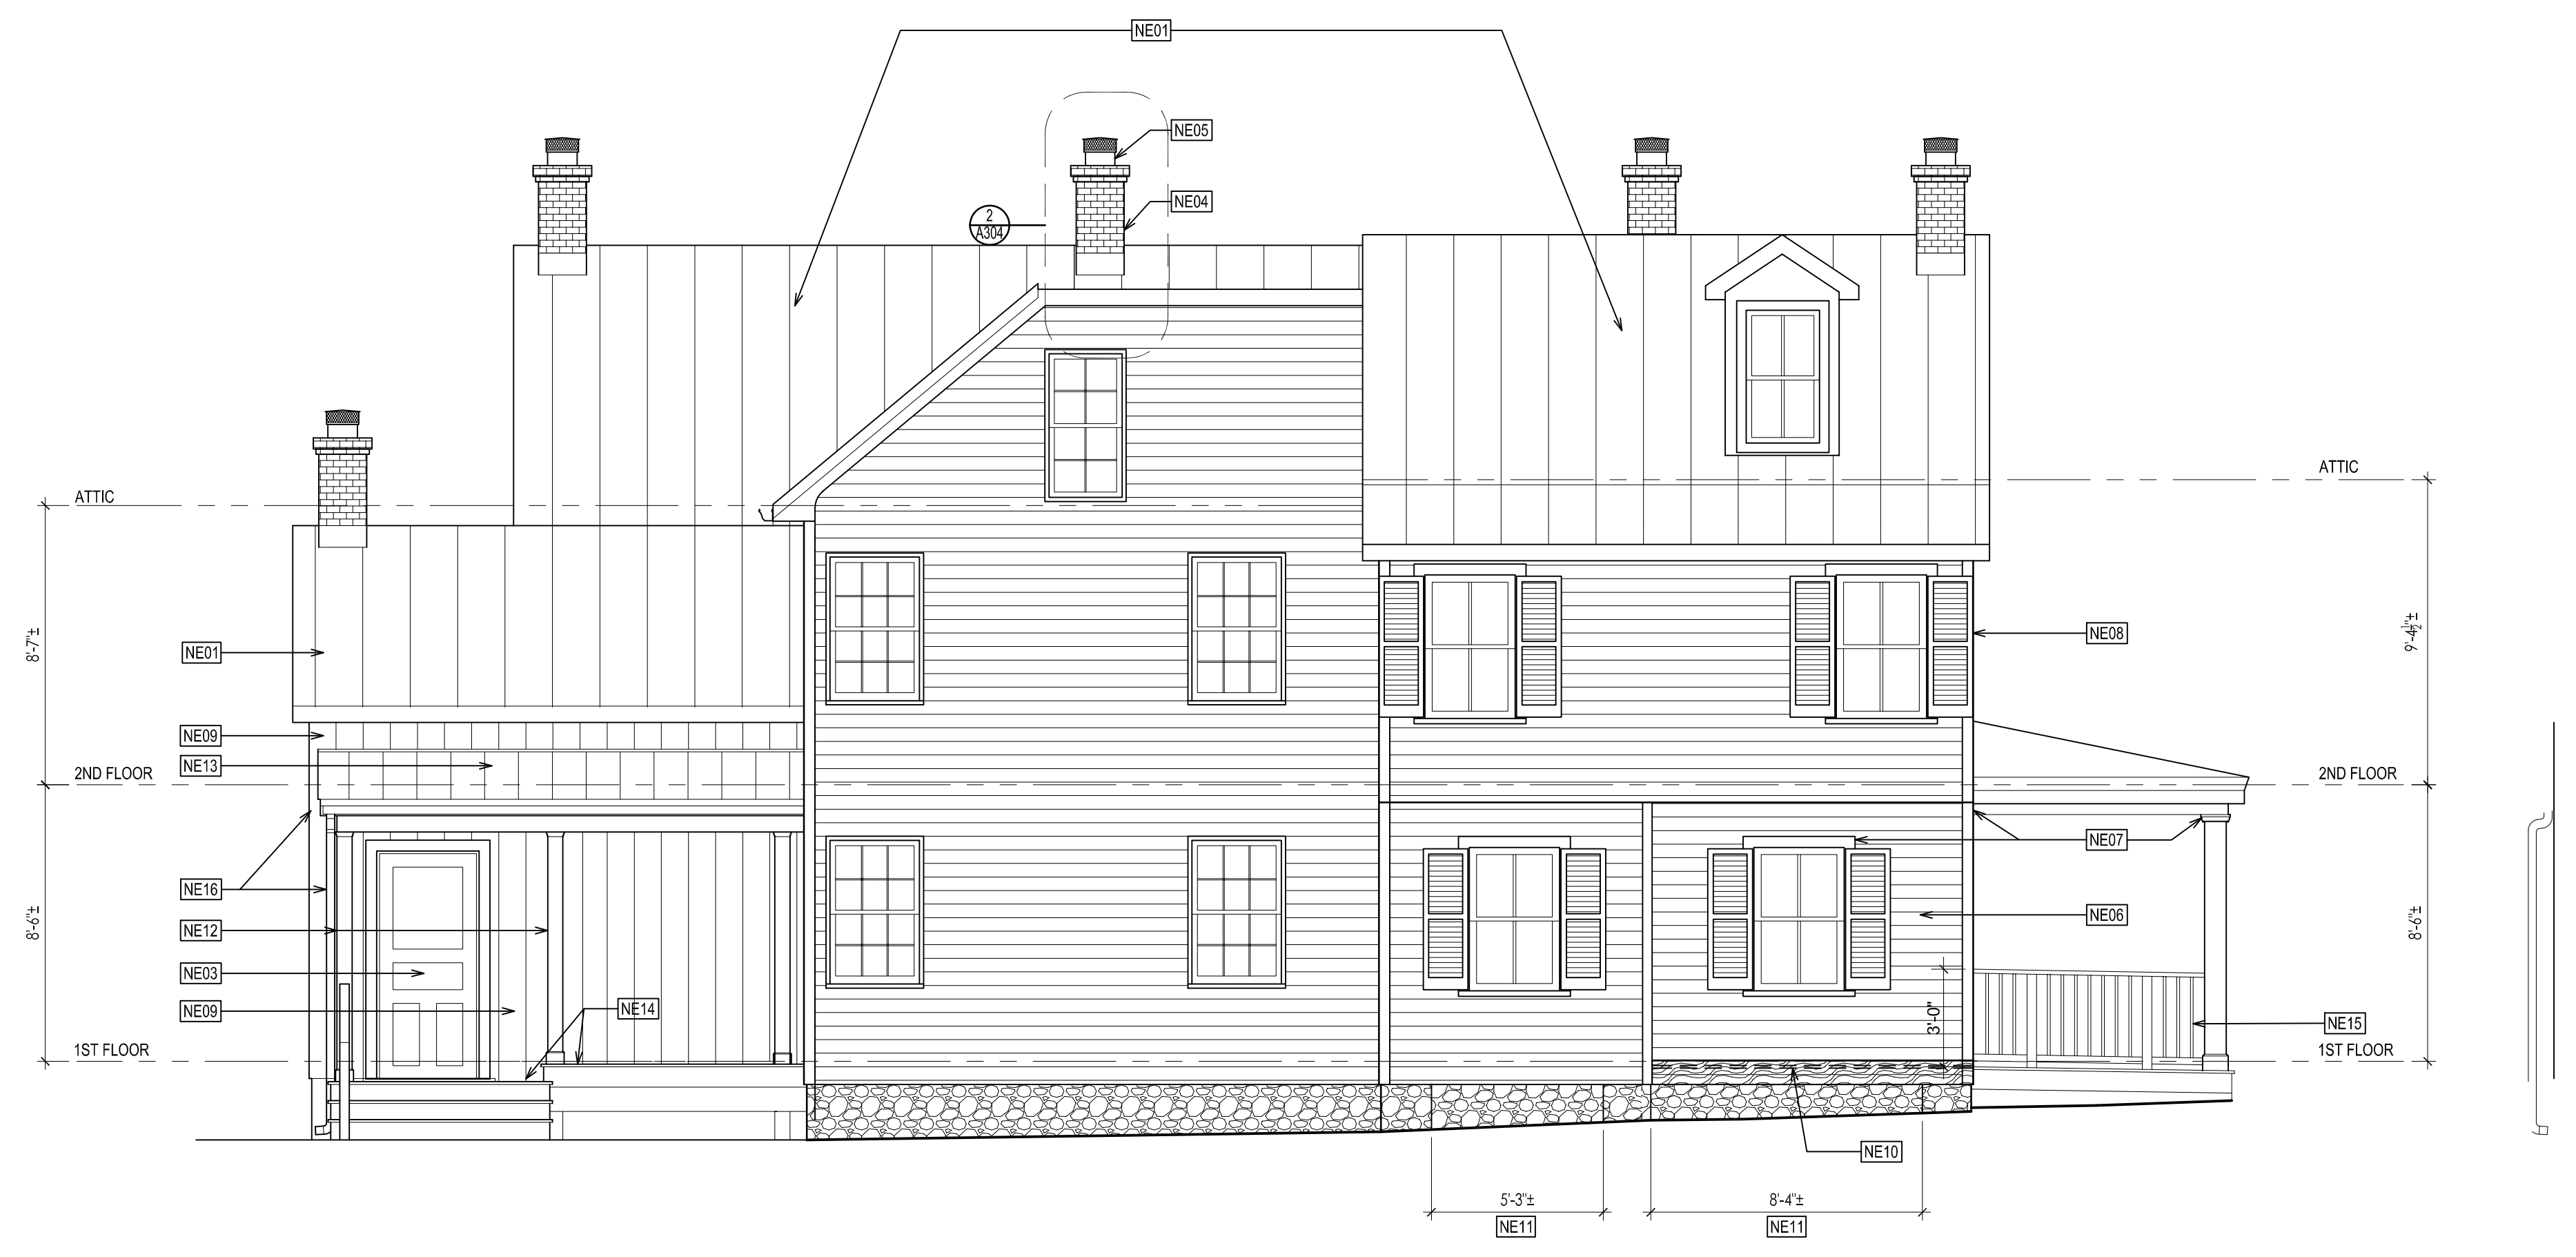 NE01
NE05
NE04
2
A304
ATTIC
ATTIC
8'-7"±
9'-4½"±
NE01
NE08
NE09
NE13
2ND FLOOR
2ND FLOOR
NE07
NE16
8'-6"±
8'-6"±
NE06
NE12
NE03
NE09
NE14
3'-0"
NE15
1ST FLOOR
1ST FLOOR
NE10
5'-3"±
8'-4"±
NE11
NE11